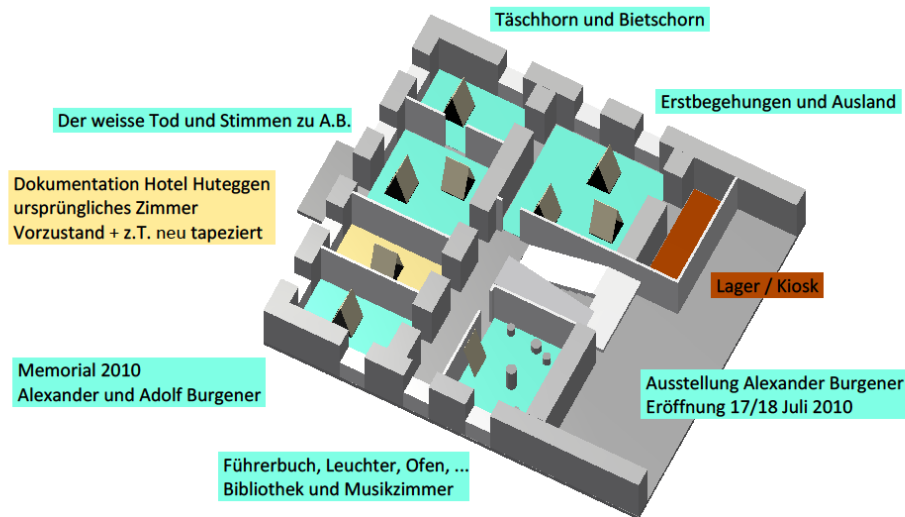 Täschhorn und Bietschorn
Erstbegehungen und Ausland
Der weisse Tod und Stimmen zu A.B.
Dokumentation Hotel Huteggen
ursprüngliches Zimmer
Vorzustand + z.T. neu tapeziert
Lager / Kiosk
Memorial 2010
Alexander und Adolf Burgener
Ausstellung Alexander Burgener
Eröffnung 17/18 Juli 2010
Führerbuch, Leuchter, Ofen, ...
Bibliothek und Musikzimmer